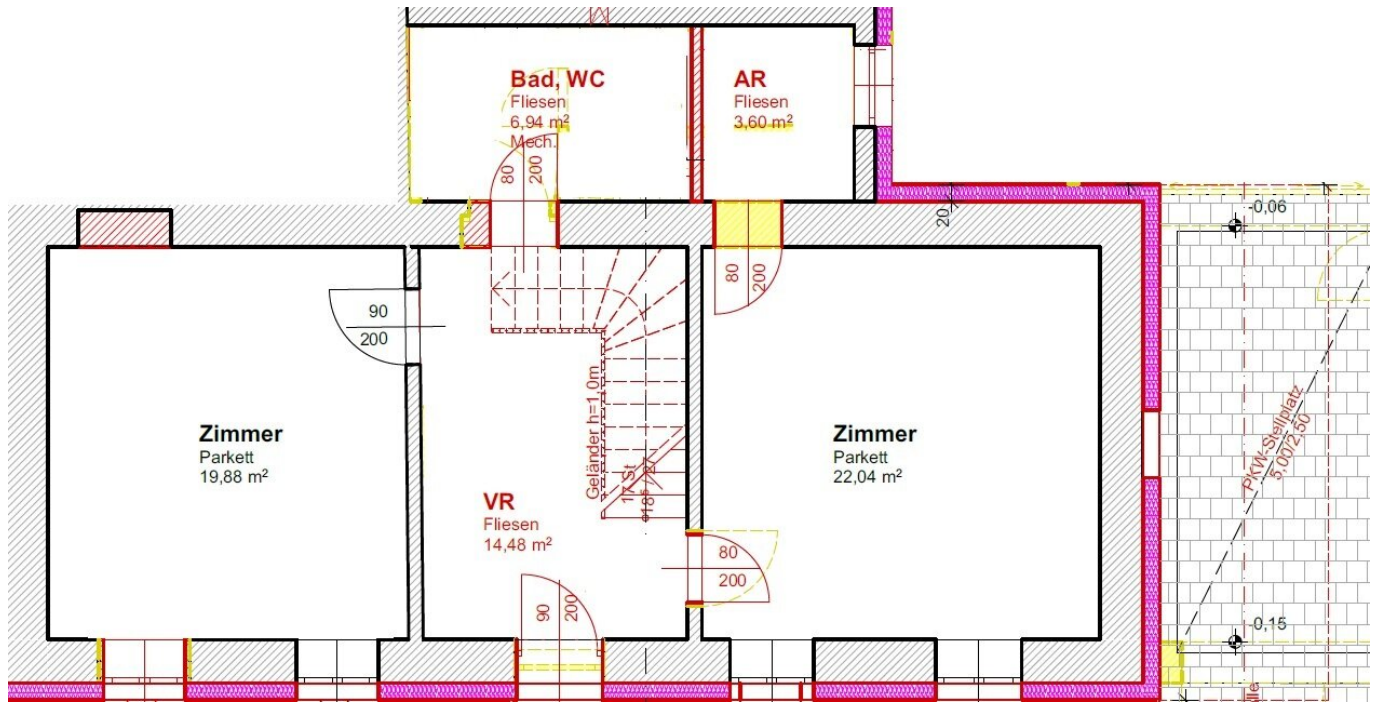 Bad, WC
Fliesen
6,94 m²
Mech.
80
200
AR
Fliesen
3,60 m²
20
-0,06
80
200
90
200
Zimmer
Parkett
19,88 m²
Geländer h=1,0m
17 St
VR
Fliesen
14,48 m²
Zimmer
Parkett
22,04 m²
PKW-Stellplatz
5,00/2,50
80
200
90
200
-0,15